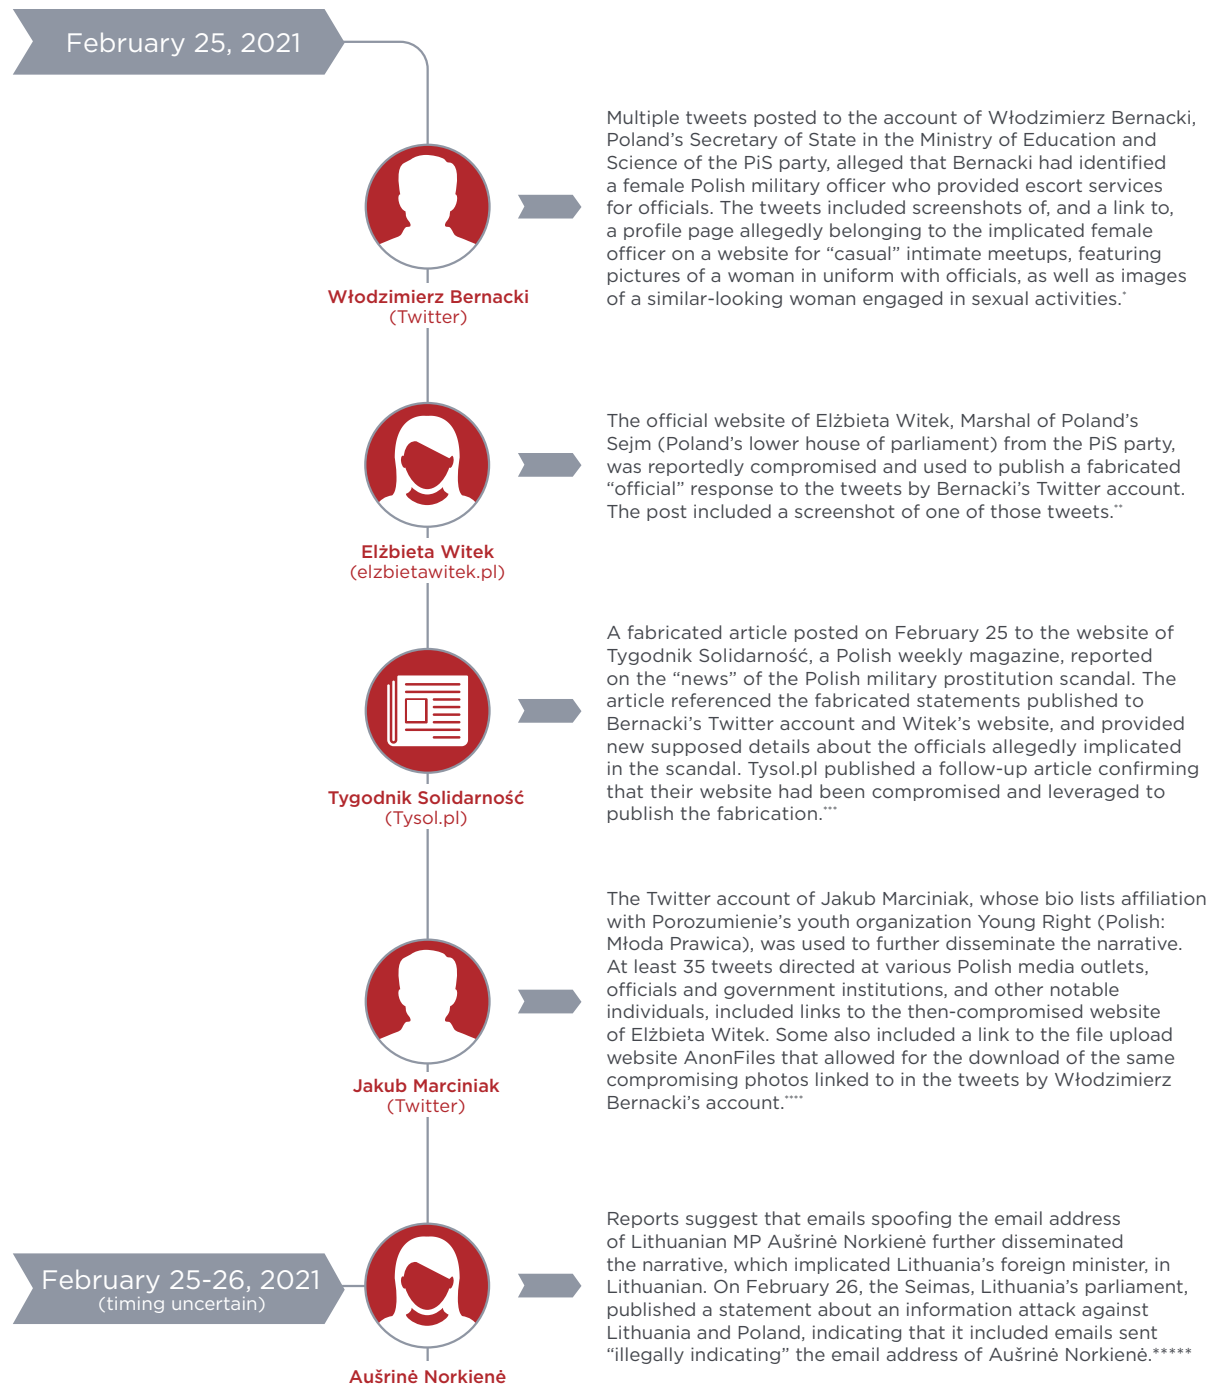 February 25, 2021
Multiple tweets posted to the account of Włodzimierz Bernacki,
Poland’s Secretary of State in the Ministry of Education and
Science of the PiS party, alleged that Bernacki had identified
a female Polish military officer who provided escort services
for officials. The tweets included screenshots of, and a link to,
a profile page allegedly belonging to the implicated female
officer on a website for “casual” intimate meetups, featuring
pictures of a woman in uniform with officials, as well as images
of a similar-looking woman engaged in sexual activities.*
Włodzimierz Bernacki
(Twitter)
The official website of Elżbieta Witek, Marshal of Poland’s
Sejm (Poland’s lower house of parliament) from the PiS party,
was reportedly compromised and used to publish a fabricated
“official” response to the tweets by Bernacki’s Twitter account.
The post included a screenshot of one of those tweets.**
Elżbieta Witek
(elzbietawitek.pl)
A fabricated article posted on February 25 to the website of
Tygodnik Solidarność, a Polish weekly magazine, reported
on the “news” of the Polish military prostitution scandal. The
article referenced the fabricated statements published to
Bernacki’s Twitter account and Witek’s website, and provided
new supposed details about the officials allegedly implicated
in the scandal. Tysol.pl published a follow-up article confirming
that their website had been compromised and leveraged to
publish the fabrication.***
Tygodnik Solidarność
(Tysol.pl)
The Twitter account of Jakub Marciniak, whose bio lists affiliation
with Porozumienie’s youth organization Young Right (Polish:
Młoda Prawica), was used to further disseminate the narrative.
At least 35 tweets directed at various Polish media outlets,
officials and government institutions, and other notable
individuals, included links to the then-compromised website
of Elżbieta Witek. Some also included a link to the file upload
website AnonFiles that allowed for the download of the same
compromising photos linked to in the tweets by Włodzimierz
Bernacki’s account.****
Jakub Marciniak
(Twitter)
February 25-26, 2021
(timing uncertain)
Reports suggest that emails spoofing the email address
of Lithuanian MP Aušrinė Norkienė further disseminated
the narrative, which implicated Lithuania’s foreign minister, in
Lithuanian. On February 26, the Seimas, Lithuania’s parliament,
published a statement about an information attack against
Lithuania and Poland, indicating that it included emails sent
“illegally indicating” the email address of Aušrinė Norkienė.*****
Aušrinė Norkienė